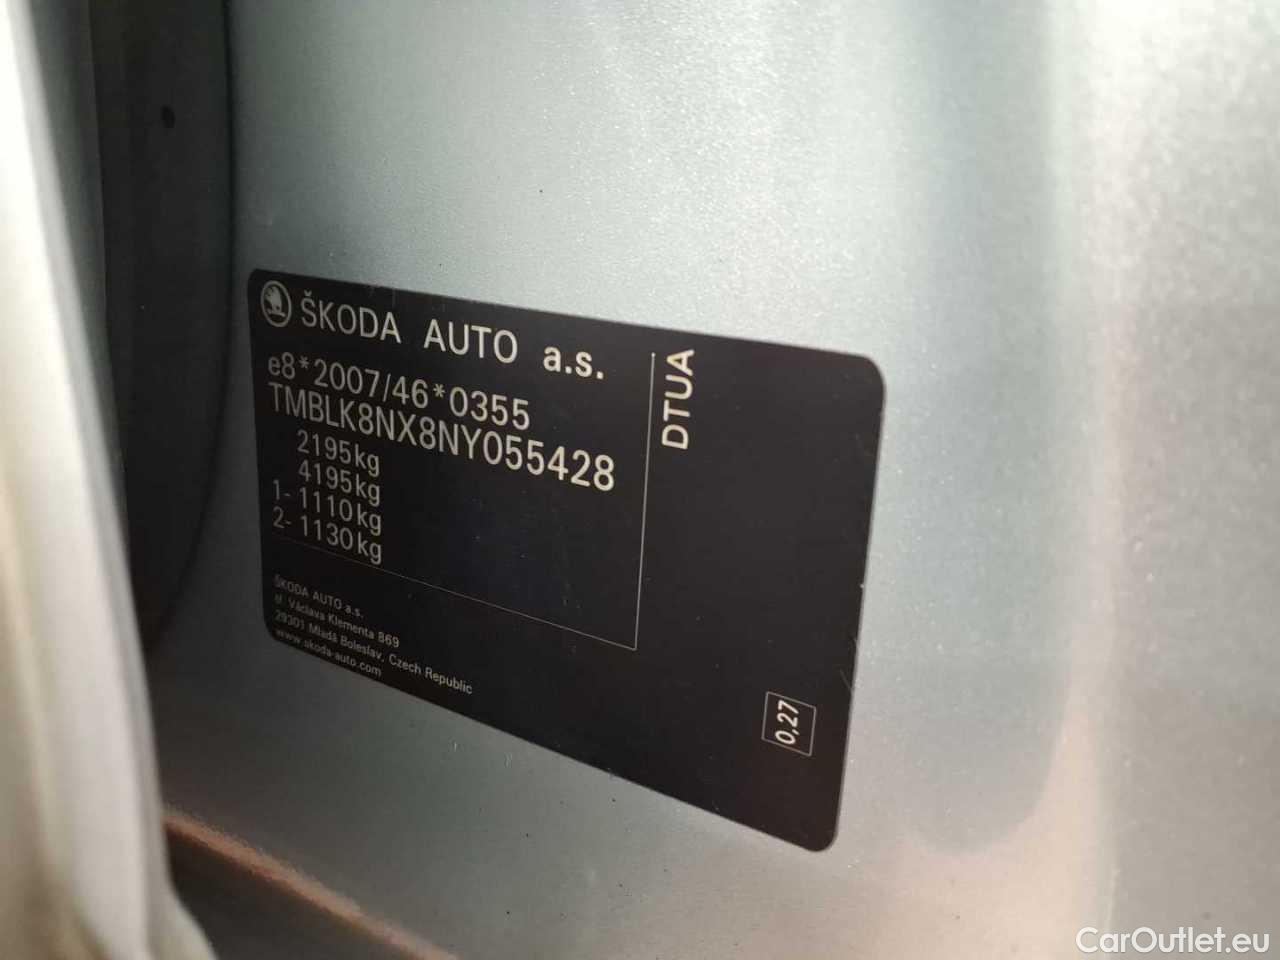 ŠKODA AUTO a.s.
e8*2007/46*0355
TMBLK8NX8NY055428
2195kg
4195kg
1- 1110kg
2- 1130kg
ŠKODA AUTO a.s.
tř. Václava Klementa 869
29301 Mladá Boleslav, Czech Republic
www.skoda-auto.com
DTUA
0,27
CarOutlet.eu